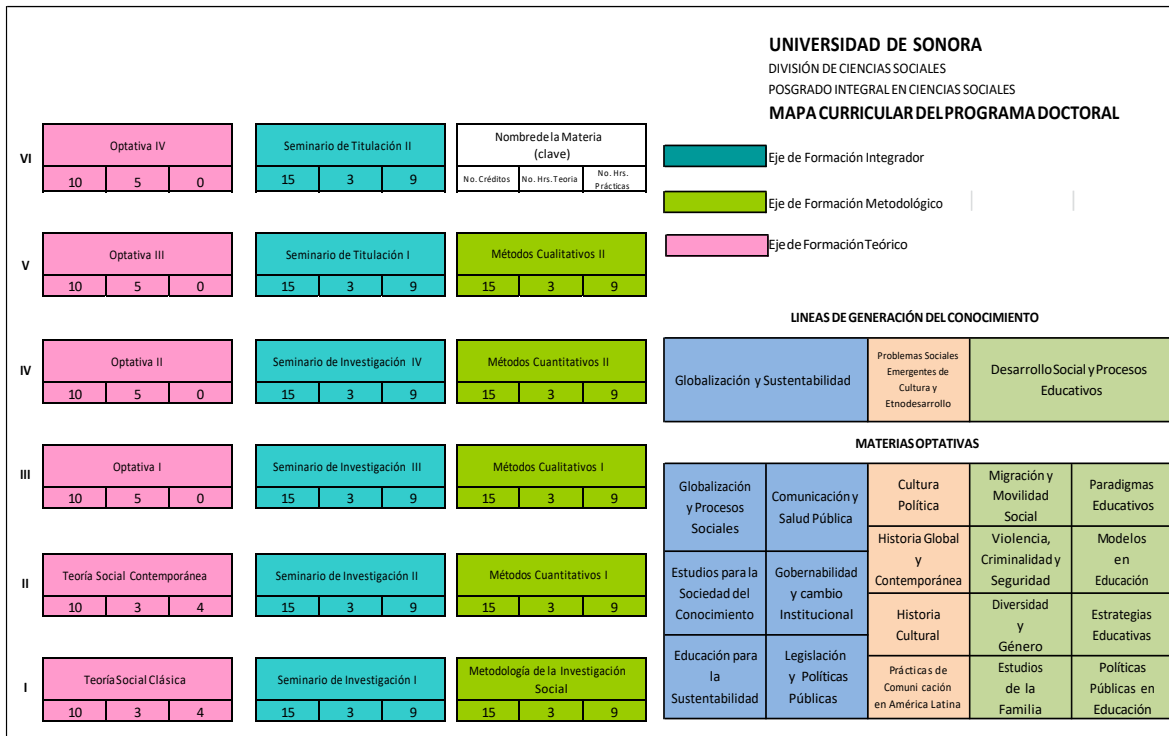 UNIVERSIDAD DE SONORA
DIVISIÓN DE CIENCIAS SOCIALES
POSGRADO INTEGRAL EN CIENCIAS SOCIALES
MAPA CURRICULAR DEL PROGRAMA DOCTORAL
VI
Optativa IV
10 5 0
Seminario de Titulación II
15 3 9
Nombre de la Materia
(clave)
No. Créditos No. Hrs. Teoria No. Hrs.
Prácticas
Eje de Formación Integrador
Eje de Formación Metodológico
Eje de Formación Teórico
V
Optativa III
10 5 0
Seminario de Titulación I
15 3 9
Métodos Cualitativos II
15 3 9
IV
Optativa II
10 5 0
Seminario de Investigación IV
15 3 9
Métodos Cuantitativos II
15 3 9
III
Optativa I
10 5 0
Seminario de Investigación III
15 3 9
Métodos Cualitativos I
15 3 9
II
Teoría Social Contemporánea
10 3 4
Seminario de Investigación II
15 3 9
Métodos Cuantitativos I
15 3 9
I
Teoría Social Clásica
10 3 4
Seminario de Investigación I
15 3 9
Metodología de la Investigación
Social
15 3 9
LINEAS DE GENERACIÓN DEL CONOCIMIENTO
Globalización y Sustentabilidad
Problemas Sociales
Emergentes de
Cultura y
Etnodesarrollo
Desarrollo Social y Procesos
Educativos
MATERIAS OPTATIVAS
Globalización
y Procesos
Sociales
Comunicación y
Salud Pública
Cultura
Política
Migración y
Movilidad
Social
Paradigmas
Educativos
Historia Global
y
Contemporánea
Violencia,
Criminalidad y
Seguridad
Modelos
en
Educación
Estudios para la
Sociedad del
Conocimiento
Gobernabilidad
y cambio
Institucional
Historia
Cultural
Diversidad
y
Género
Estrategias
Educativas
Educación para
la
Sustentabilidad
Legislación
y Políticas
Públicas
Prácticas de
Comuni cación
en América Latina
Estudios
de la
Familia
Políticas
Públicas en
Educación